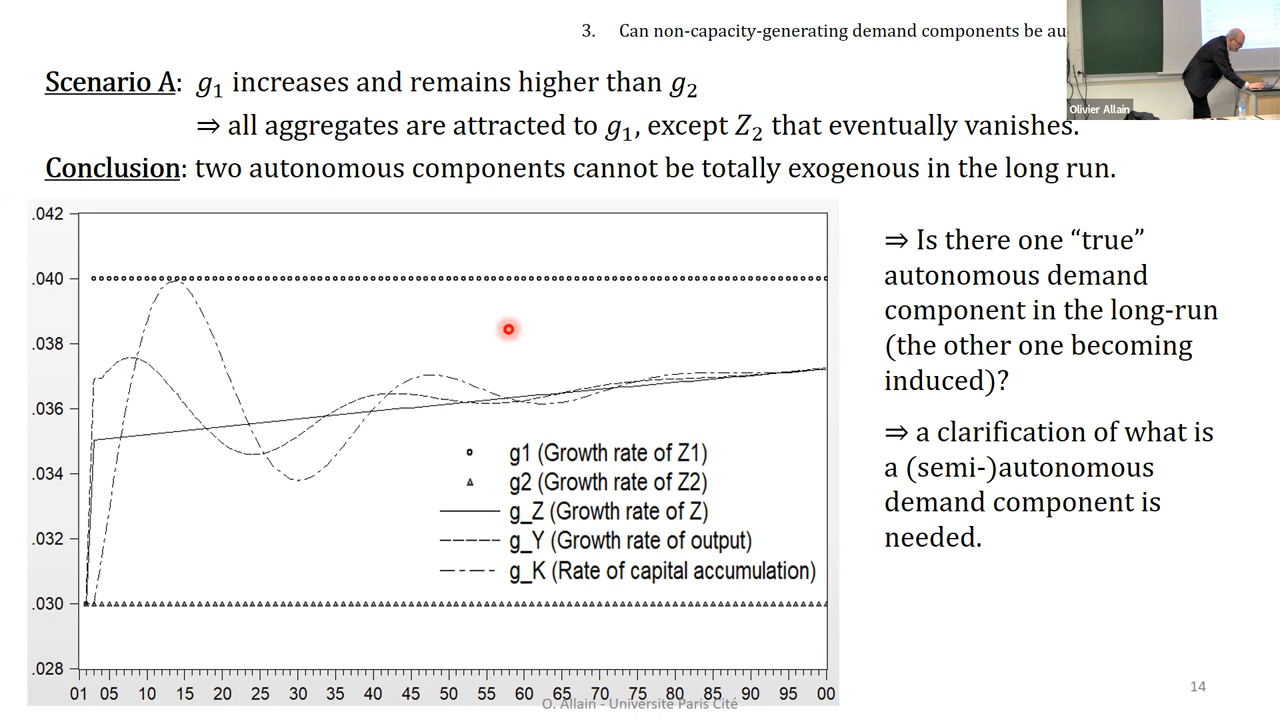 3. Can non-capacity-generating demand components be au
Scenario A: g₁ increases and remains higher than g₂
Olivier Allain
⇒ all aggregates are attracted to g₁, except Z₂ that eventually vanishes.
Conclusion: two autonomous components cannot be totally exogenous in the long run.
.042
.040
.038
.036
.034
.032
.030
.028
g1 (Growth rate of Z1)
g2 (Growth rate of Z2)
g_Z (Growth rate of Z)
g_Y (Growth rate of output)
g_K (Rate of capital accumulation)
01 05 10 15 20 25 30 35 40 45 50 55 60 65 70 75 80 85 90 95 00
⇒ Is there one “true”
autonomous demand
component in the long-run
(the other one becoming
induced)?
⇒ a clarification of what is
a (semi-)autonomous
demand component is
needed.
O. Allain - Université Paris Cité
14